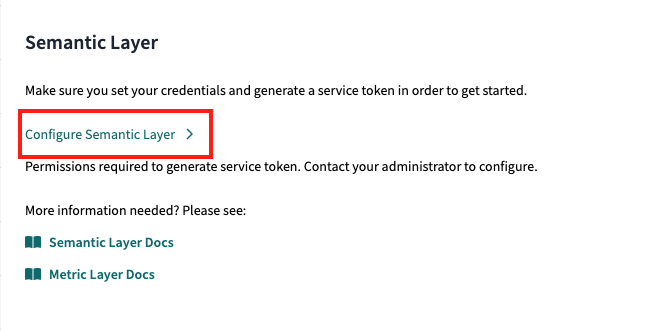 Semantic Layer
Make sure you set your credentials and generate a service token in order to get started.
Configure Semantic Layer
Permissions required to generate service token. Contact your administrator to configure.
More information needed? Please see:
Semantic Layer Docs
Metric Layer Docs